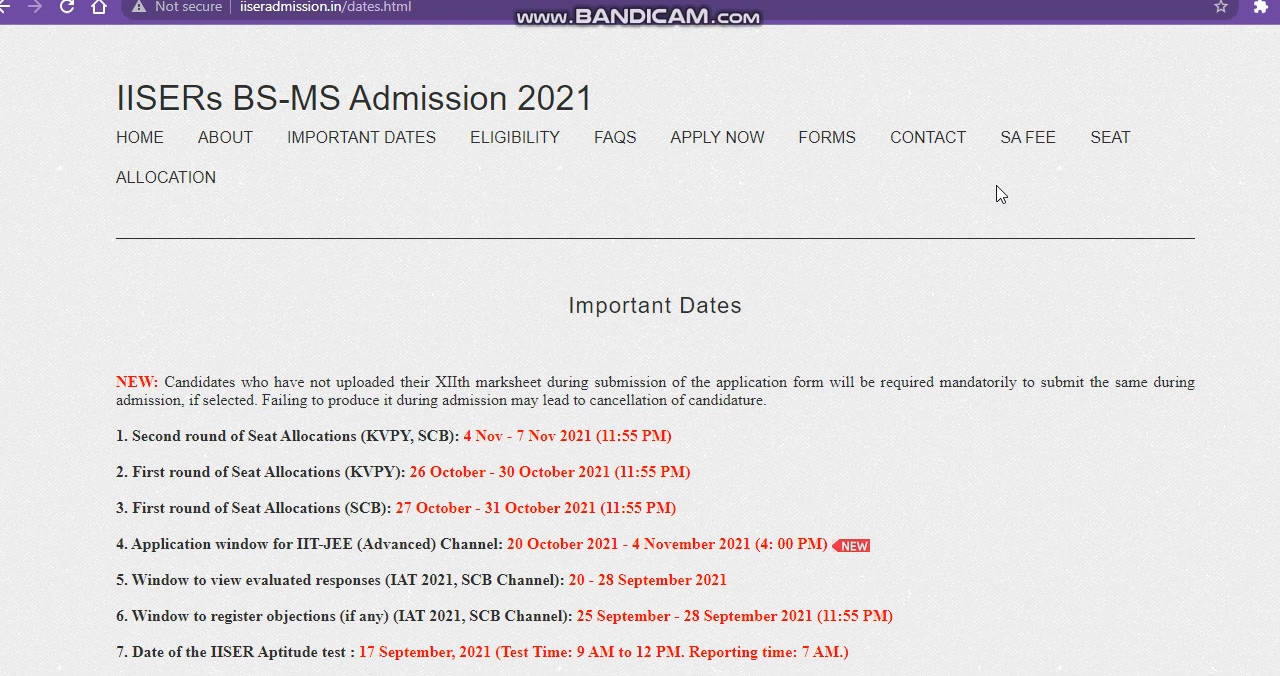 Not secure | iiseradmission.in/dates.html
www.BANDICAM.com
IISERs BS-MS Admission 2021
HOME ABOUT IMPORTANT DATES ELIGIBILITY FAQS APPLY NOW FORMS CONTACT SA FEE SEAT
ALLOCATION
Important Dates
NEW: Candidates who have not uploaded their XIIth marksheet during submission of the application form will be required mandatorily to submit the same during
admission, if selected. Failing to produce it during admission may lead to cancellation of candidature.
1. Second round of Seat Allocations (KVPY, SCB): 4 Nov - 7 Nov 2021 (11:55 PM)
2. First round of Seat Allocations (KVPY): 26 October - 30 October 2021 (11:55 PM)
3. First round of Seat Allocations (SCB): 27 October - 31 October 2021 (11:55 PM)
4. Application window for IIT-JEE (Advanced) Channel: 20 October 2021 - 4 November 2021 (4: 00 PM) NEW
5. Window to view evaluated responses (IAT 2021, SCB Channel): 20 - 28 September 2021
6. Window to register objections (if any) (IAT 2021, SCB Channel): 25 September - 28 September 2021 (11:55 PM)
7. Date of the IISER Aptitude test : 17 September, 2021 (Test Time: 9 AM to 12 PM. Reporting time: 7 AM.)